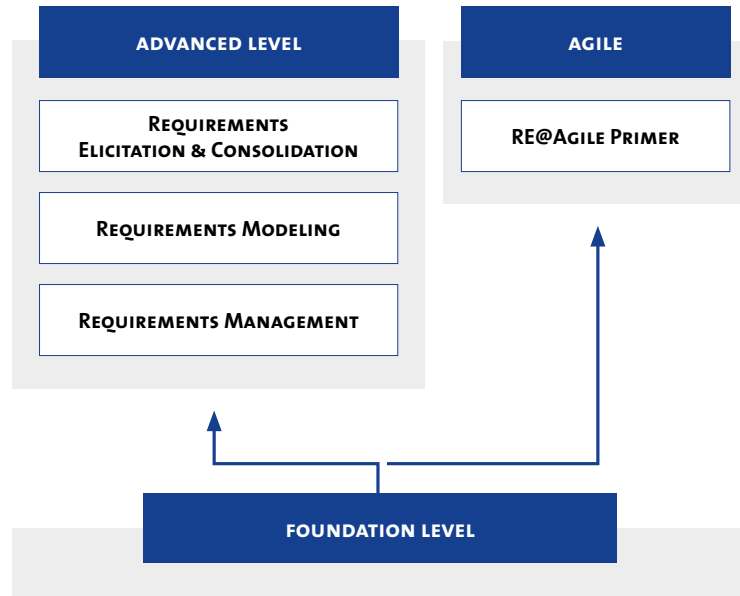 ADVANCED LEVEL
AGILE
Requirements
Elicitation & Consolidation
RE@Agile Primer
Requirements Modeling
Requirements Management
FOUNDATION LEVEL